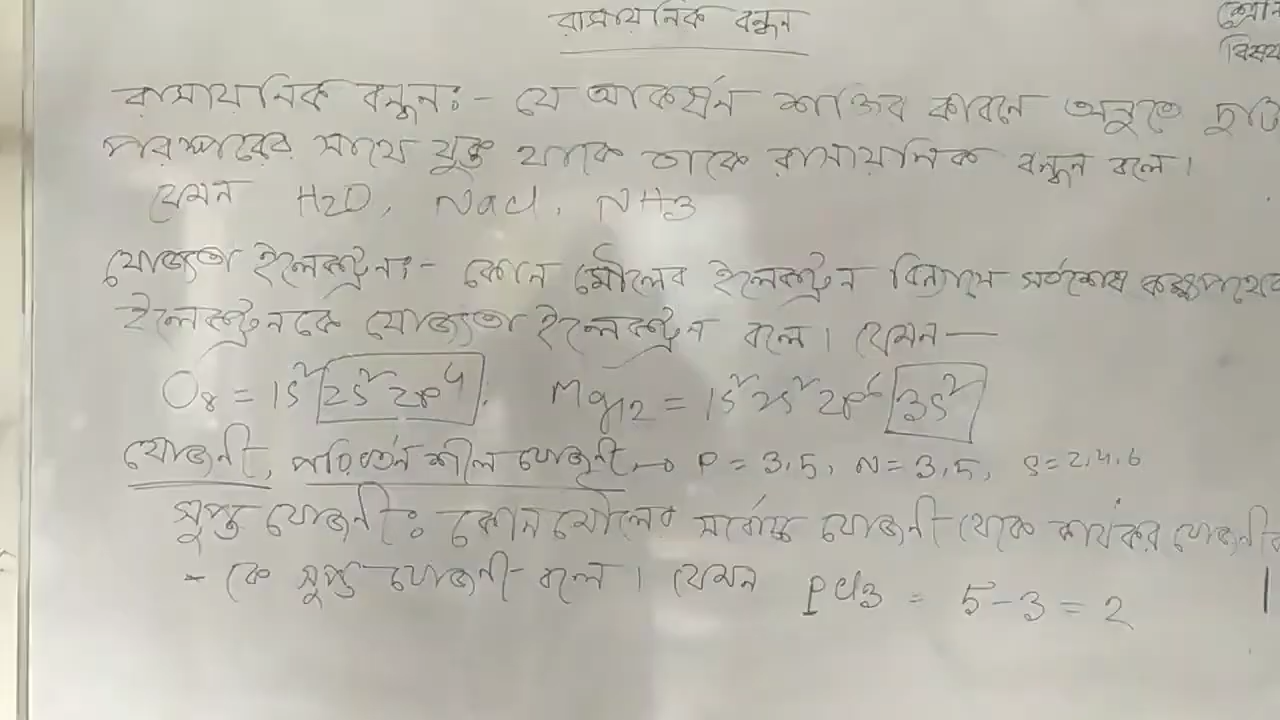 রাসায়নিক বন্ধন
শ্রেনি
বিষয়
রাসায়নিক বন্ধনঃ- যে আকর্ষন শক্তির কারনে অনুতে দুটি
পরস্পরের সাথে যুক্ত থাকে তাকে রাসায়নিক বন্ধন বলে।
যেমন H2O, NaCl, NH3
যোজ্যতা ইলেকট্রনঃ- কোন মৌলের ইলেকট্রন বিন্যাসে সর্বশেষ কক্ষপথের
ইলেকট্রনকে যোজ্যতা ইলেকট্রন বলে। যেমন—
O₈ = 1s² 2s² 2p⁴. Mg₁₂ = 1s² 2s² 2p⁶ 3s²
যোজনী, পরিবর্তনশীল যোজনী → P = 3,5, N = 3,5, S = 2,4,6
সুপ্ত যোজনীঃ কোন মৌলের সর্বোচ্চ যোজনী থেকে কার্যকর যোজনীর
- কে সুপ্ত যোজনী বলে। যেমন PCl3 = 5-3 = 2